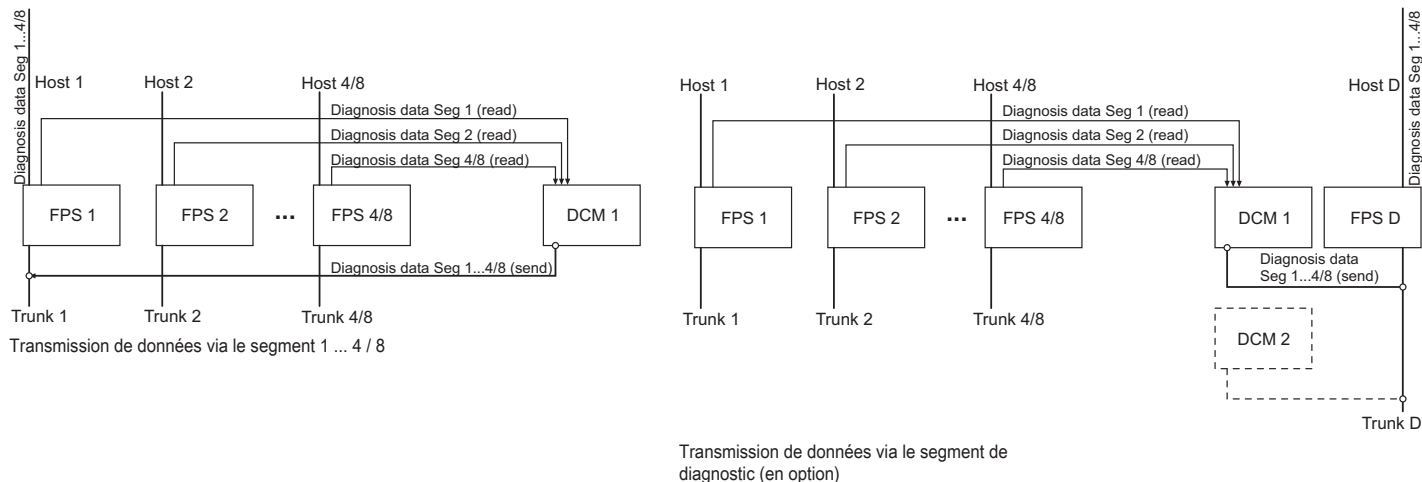 Diagnosis data Seg 1...4/8
Host 1
Host 2
Host 4/8
Diagnosis data Seg 1 (read)
Diagnosis data Seg 2 (read)
Diagnosis data Seg 4/8 (read)
FPS 1
FPS 2
...
FPS 4/8
DCM 1
Diagnosis data Seg 1...4/8 (send)
Trunk 1
Trunk 2
Trunk 4/8
Transmission de données via le segment 1 ... 4 / 8
Diagnosis data Seg 1...4/8
Host 1
Host 2
Host 4/8
Host D
Diagnosis data Seg 1 (read)
Diagnosis data Seg 2 (read)
Diagnosis data Seg 4/8 (read)
FPS 1
FPS 2
...
FPS 4/8
DCM 1
FPS D
Diagnosis data
Seg 1...4/8 (send)
Trunk 1
Trunk 2
Trunk 4/8
DCM 2
Trunk D
Transmission de données via le segment de
diagnostic (en option)